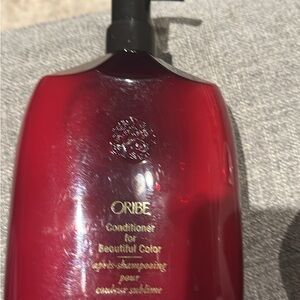 ORIBE
Conditioner
for
Beautiful Color
après-shampooing
pour
couleur sublime